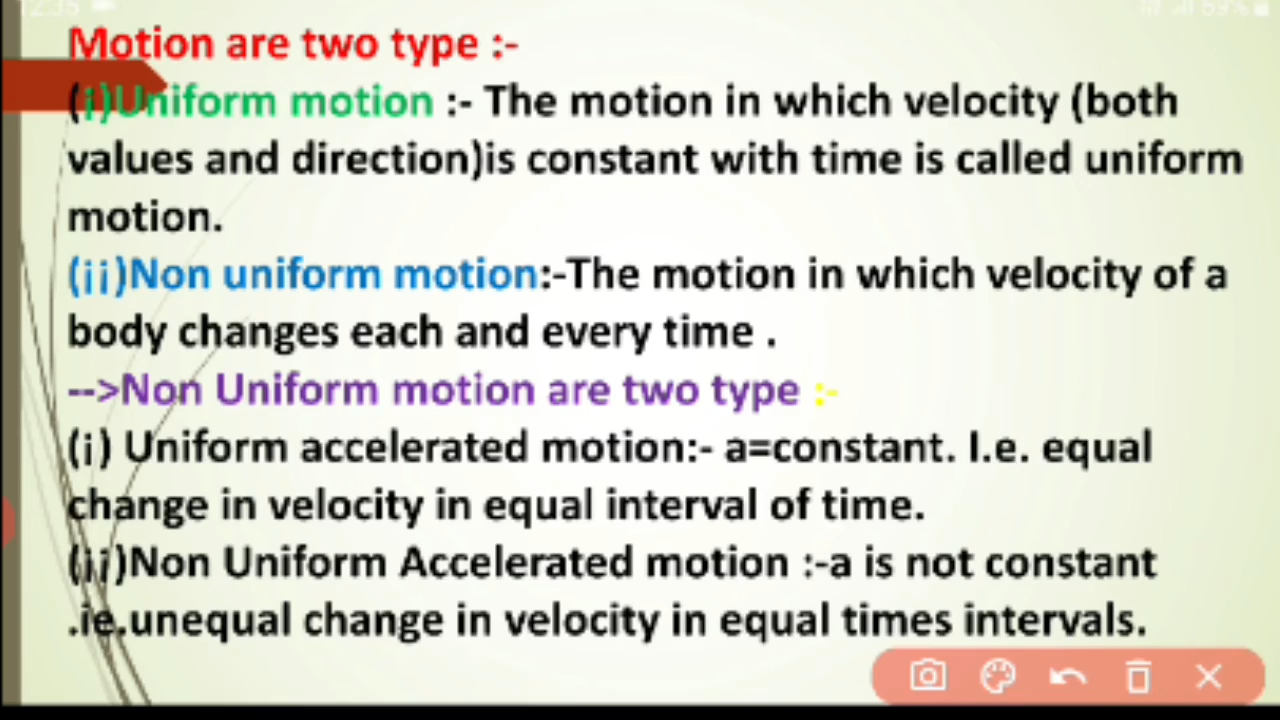 12:35
59%
Motion are two type :-
(i)Uniform motion :- The motion in which velocity (both
values and direction)is constant with time is called uniform
motion.
(ii)Non uniform motion:-The motion in which velocity of a
body changes each and every time .
-->Non Uniform motion are two type :-
(i) Uniform accelerated motion:- a=constant. I.e. equal
change in velocity in equal interval of time.
(ii)Non Uniform Accelerated motion :-a is not constant
.ie.unequal change in velocity in equal times intervals.